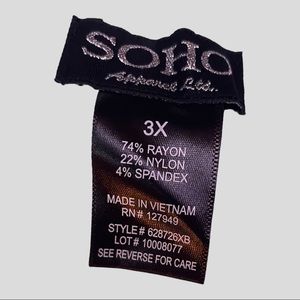 SOHO
Apparel Ltd.
3X
74% RAYON
22% NYLON
4% SPANDEX
MADE IN VIETNAM
RN# 127949
STYLE# 628726XB
LOT# 10008077
SEE REVERSE FOR CARE